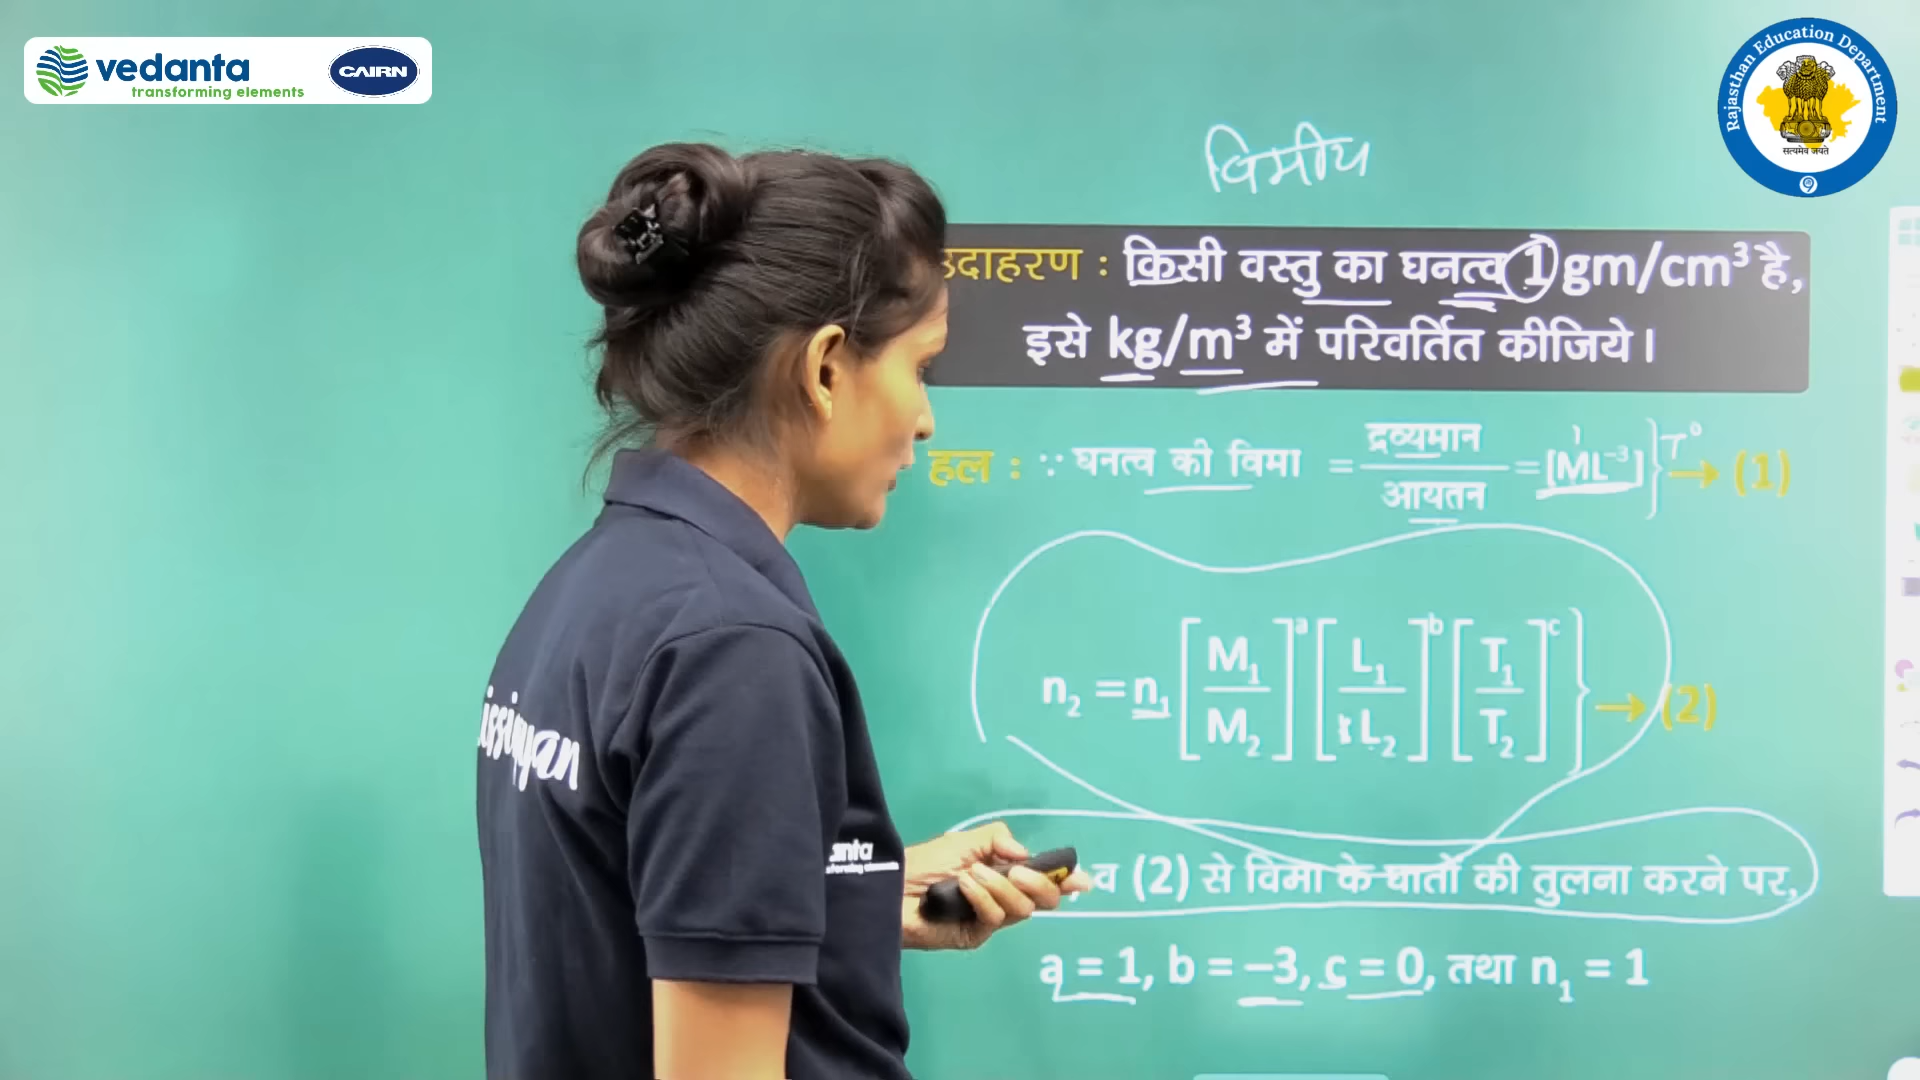 vedanta
transforming elements
CAIRN
Rajasthan Education Department
सत्यमेव जयते
विमीय
उदाहरण : किसी वस्तु का घनत्व 1 gm/cm³ है,
इसे kg/m³ में परिवर्तित कीजिये।
हल : ∵ घनत्व की विमा = द्रव्यमान / आयतन = [M¹L⁻³] } T⁰ → (1)
n₂ = n₁ [M₁/M₂]ᵃ [L₁/L₂]ᵇ [T₁/T₂]ᶜ } → (2)
व (2) से विमा के घातों की तुलना करने पर,
a = 1, b = –3, c = 0, तथा n₁ = 1